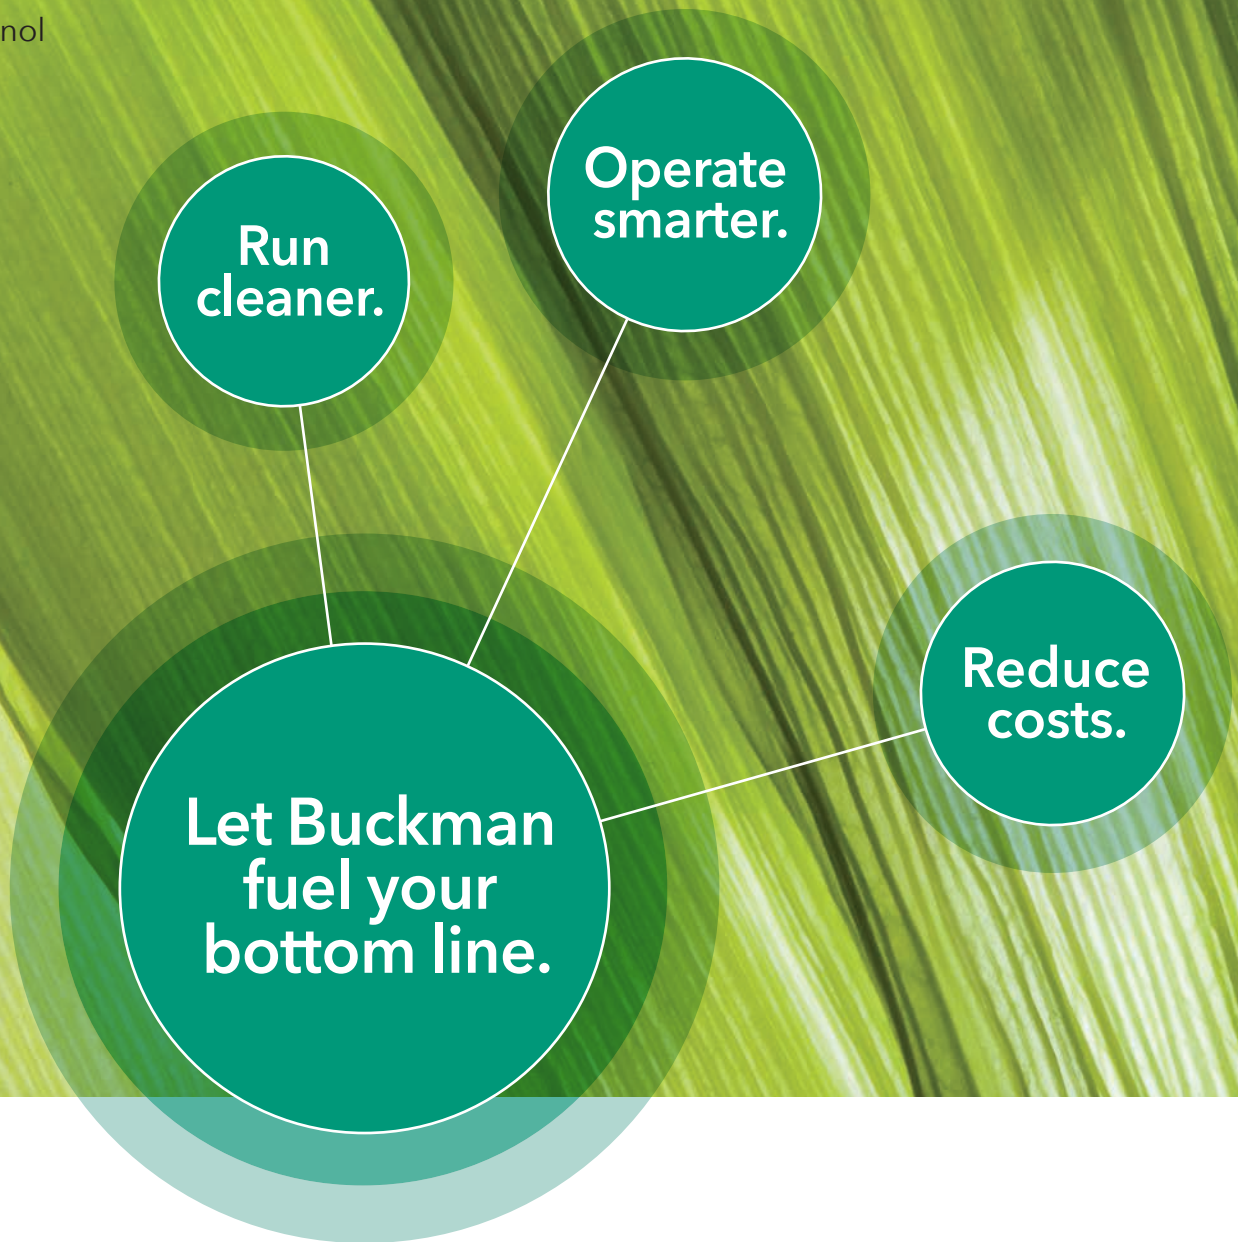 nol
Operate
smarter.
Run
cleaner.
Reduce
costs.
Let Buckman
fuel your
bottom line.